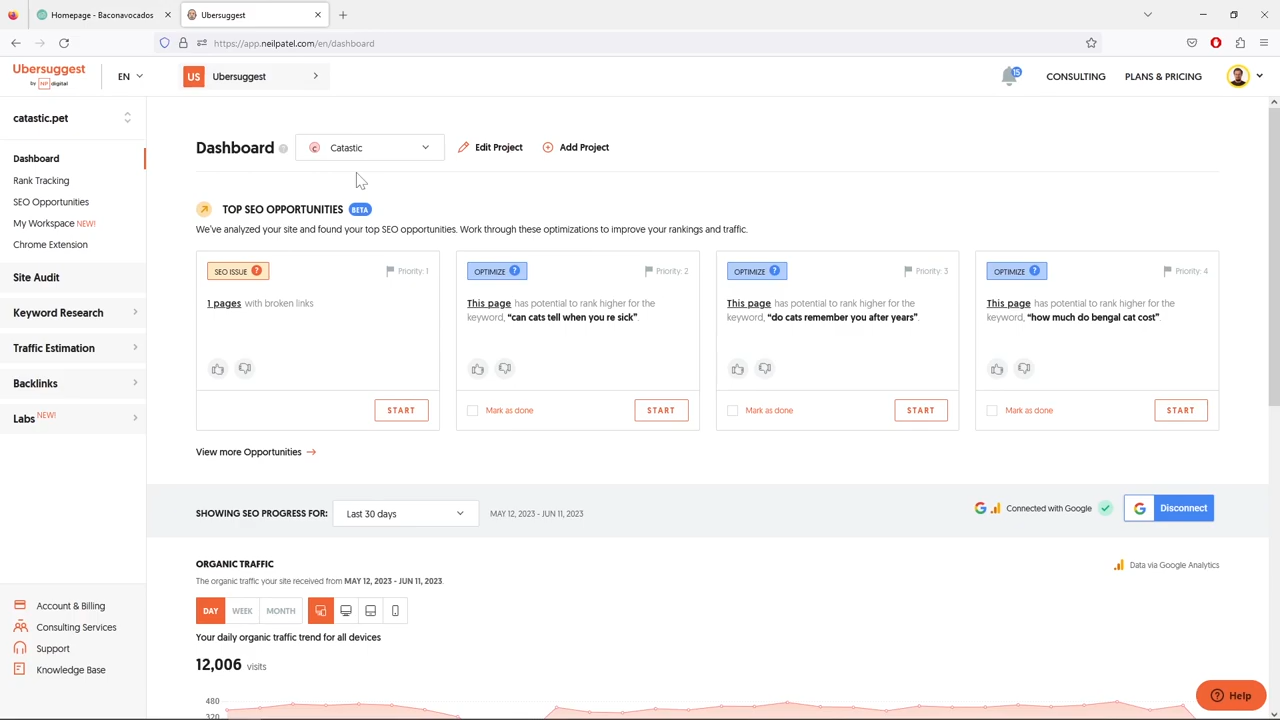 Homepage - Baconavocados
Ubersuggest
https://app.neilpatel.com/en/dashboard
Ubersuggest
by NP digital
EN
US Ubersuggest
15
CONSULTING
PLANS & PRICING
catastic.pet
Dashboard
Rank Tracking
SEO Opportunities
My Workspace NEW!
Chrome Extension
Site Audit
Keyword Research
Traffic Estimation
Backlinks
Labs NEW!
Account & Billing
Consulting Services
Support
Knowledge Base
Dashboard ? C Catastic Edit Project Add Project
TOP SEO OPPORTUNITIES BETA
We've analyzed your site and found your top SEO opportunities. Work through these optimizations to improve your rankings and traffic.
SEO ISSUE ? Priority: 1
1 pages with broken links
START
OPTIMIZE ? Priority: 2
This page has potential to rank higher for the
keyword, “can cats tell when you re sick”.
Mark as done START
OPTIMIZE ? Priority: 3
This page has potential to rank higher for the
keyword, “do cats remember you after years”.
Mark as done START
OPTIMIZE ? Priority: 4
This page has potential to rank higher for the
keyword, “how much do bengal cat cost”.
Mark as done START
View more Opportunities
SHOWING SEO PROGRESS FOR: Last 30 days MAY 12, 2023 - JUN 11, 2023
Connected with Google
G Disconnect
ORGANIC TRAFFIC
Data via Google Analytics
The organic traffic your site received from MAY 12, 2023 - JUN 11, 2023.
DAY WEEK MONTH
Your daily organic traffic trend for all devices
12,006 visits
480
320
? Help